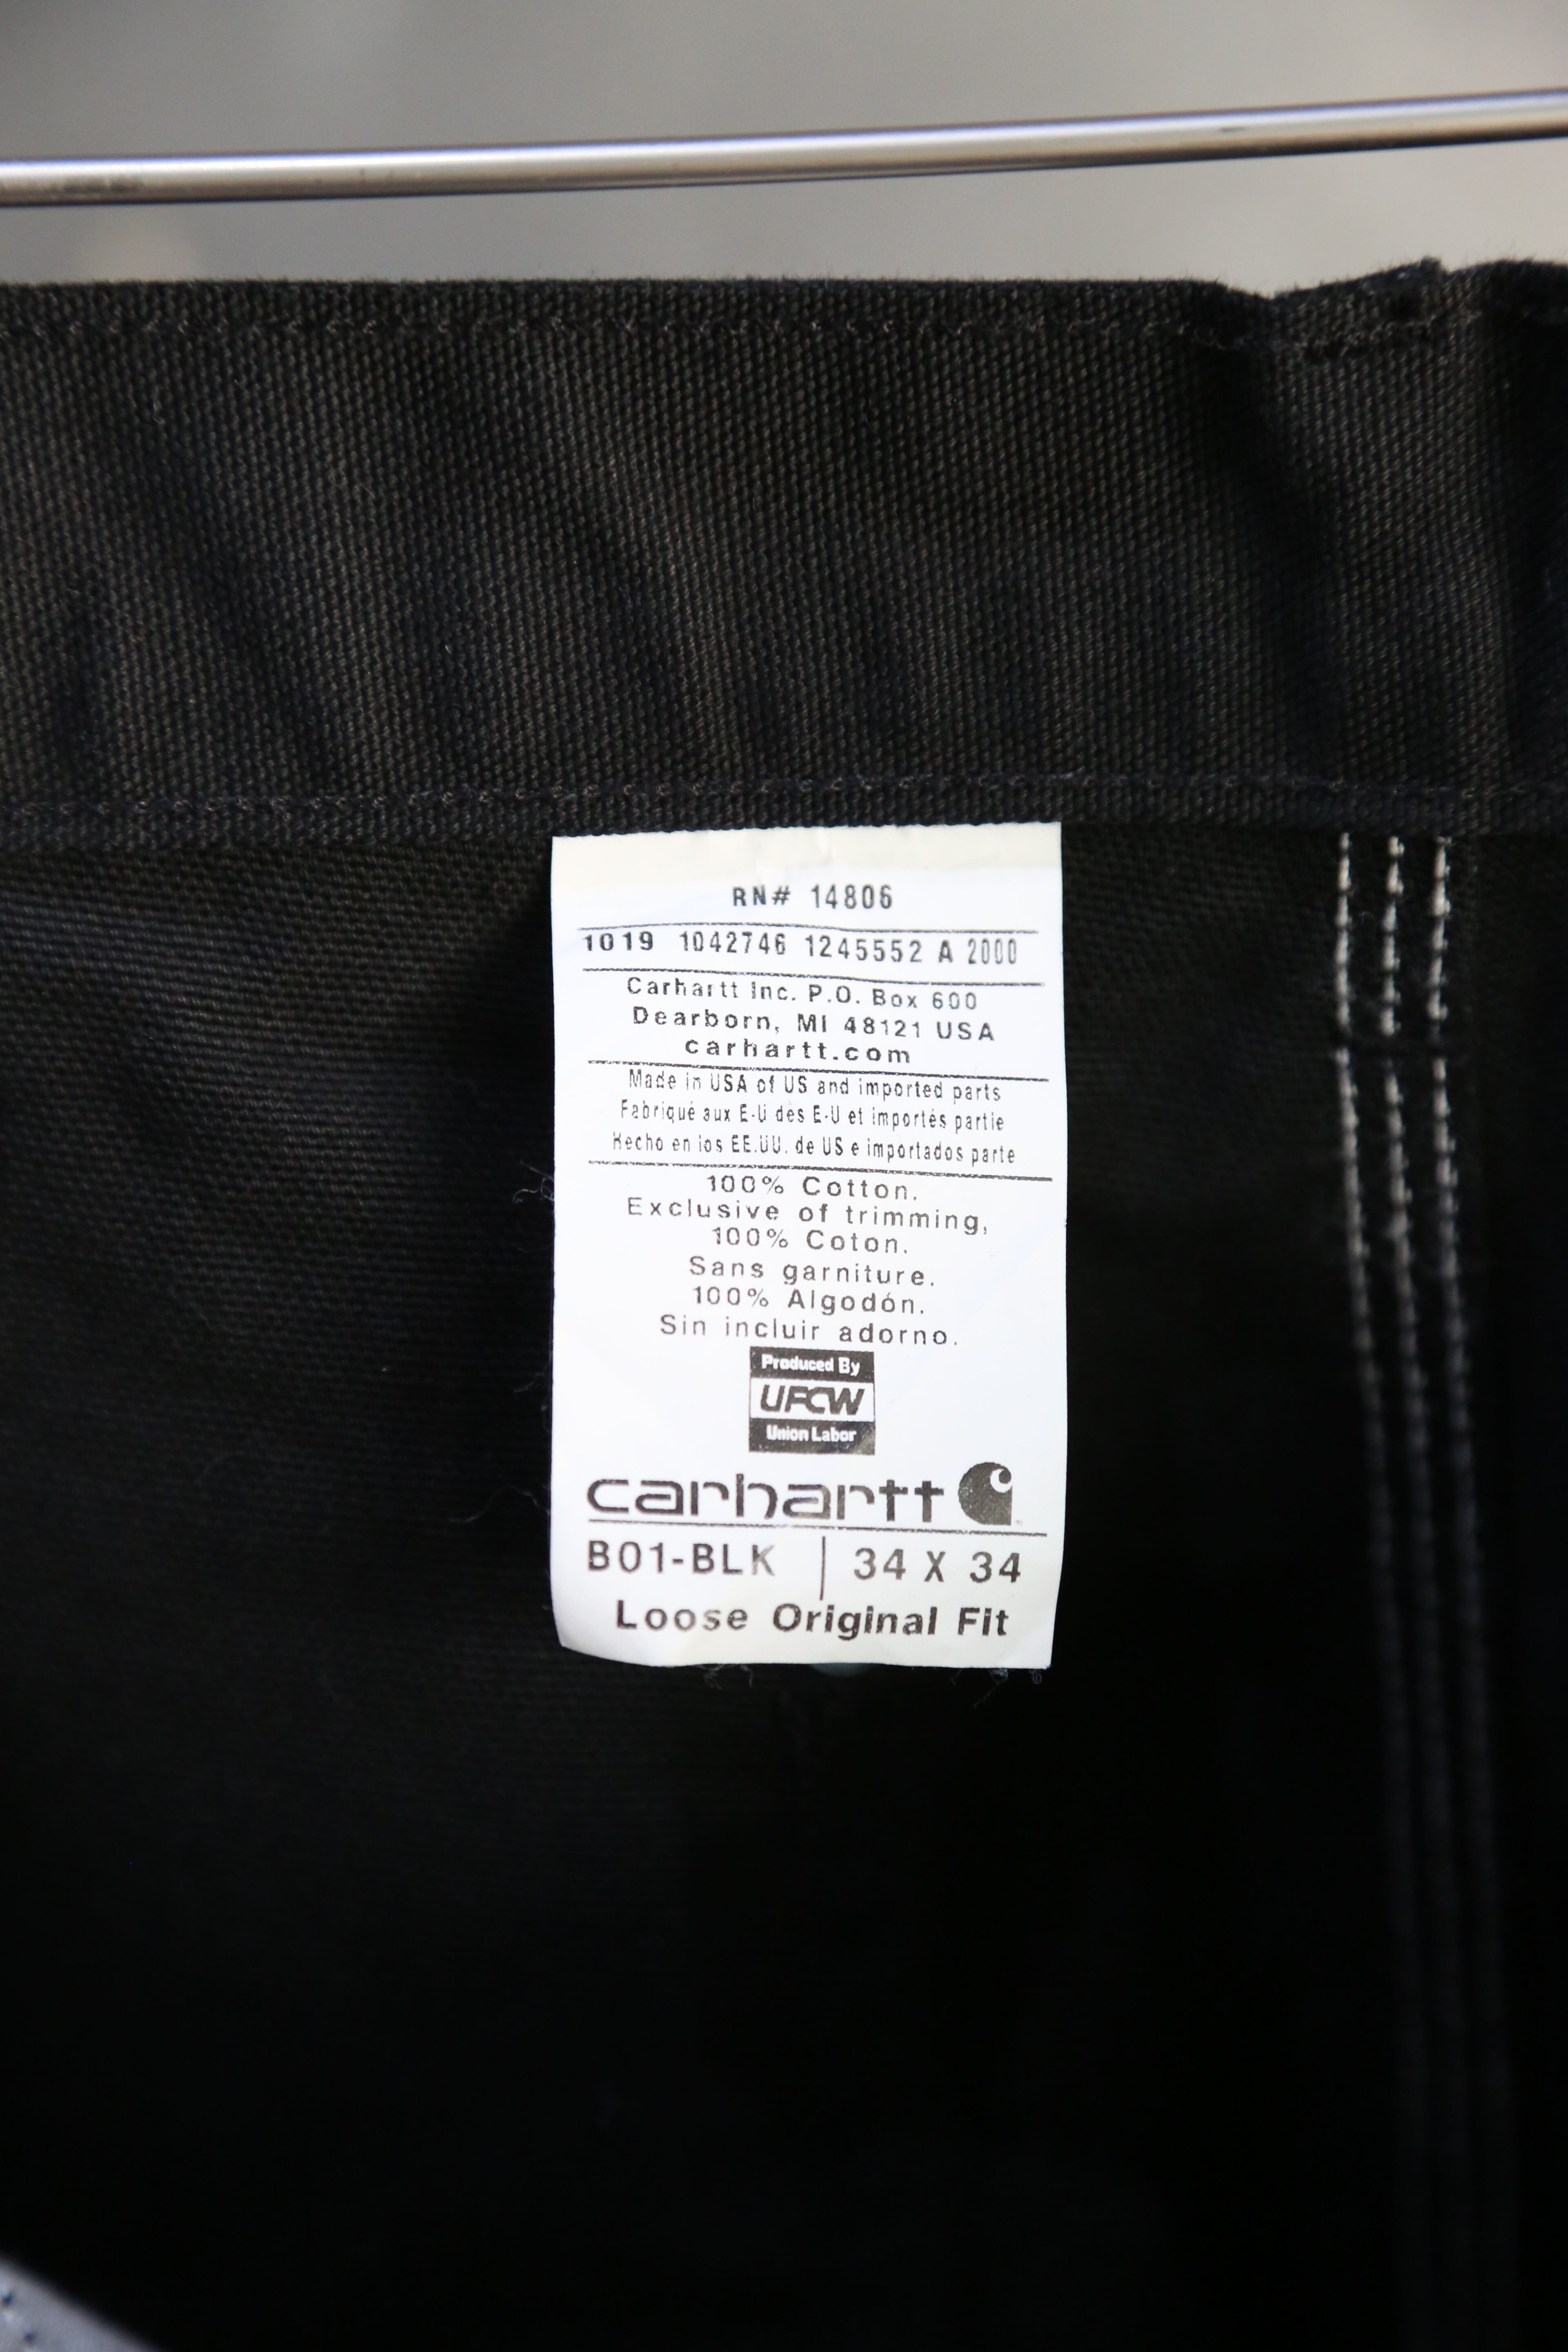 RN# 14806
1019 1042746 1245552 A 2000
Carhartt Inc. P.O. Box 600
Dearborn, MI 48121 USA
carhartt.com
Made in USA of US and imported parts
Fabriqué aux E-U des E-U et importés partie
Hecho en los EE.UU. de US e importados parte
100% Cotton.
Exclusive of trimming,
100% Coton.
Sans garniture.
100% Algodón.
Sin incluir adorno.
Produced By
UFCW
Union Labor
carhartt
B01-BLK | 34 X 34
Loose Original Fit